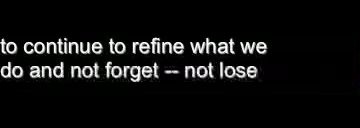 to continue to refine what we
do and not forget -- not lose